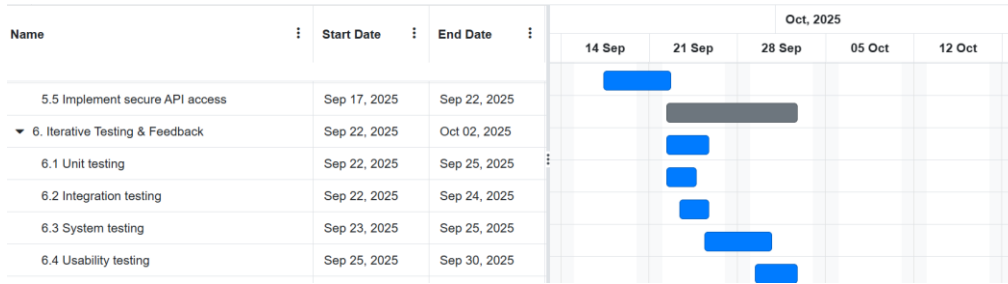 Oct, 2025
Name Start Date End Date
14 Sep 21 Sep 28 Sep 05 Oct 12 Oct
5.5 Implement secure API access Sep 17, 2025 Sep 22, 2025
6. Iterative Testing & Feedback Sep 22, 2025 Oct 02, 2025
6.1 Unit testing Sep 22, 2025 Sep 25, 2025
6.2 Integration testing Sep 22, 2025 Sep 24, 2025
6.3 System testing Sep 23, 2025 Sep 25, 2025
6.4 Usability testing Sep 25, 2025 Sep 30, 2025